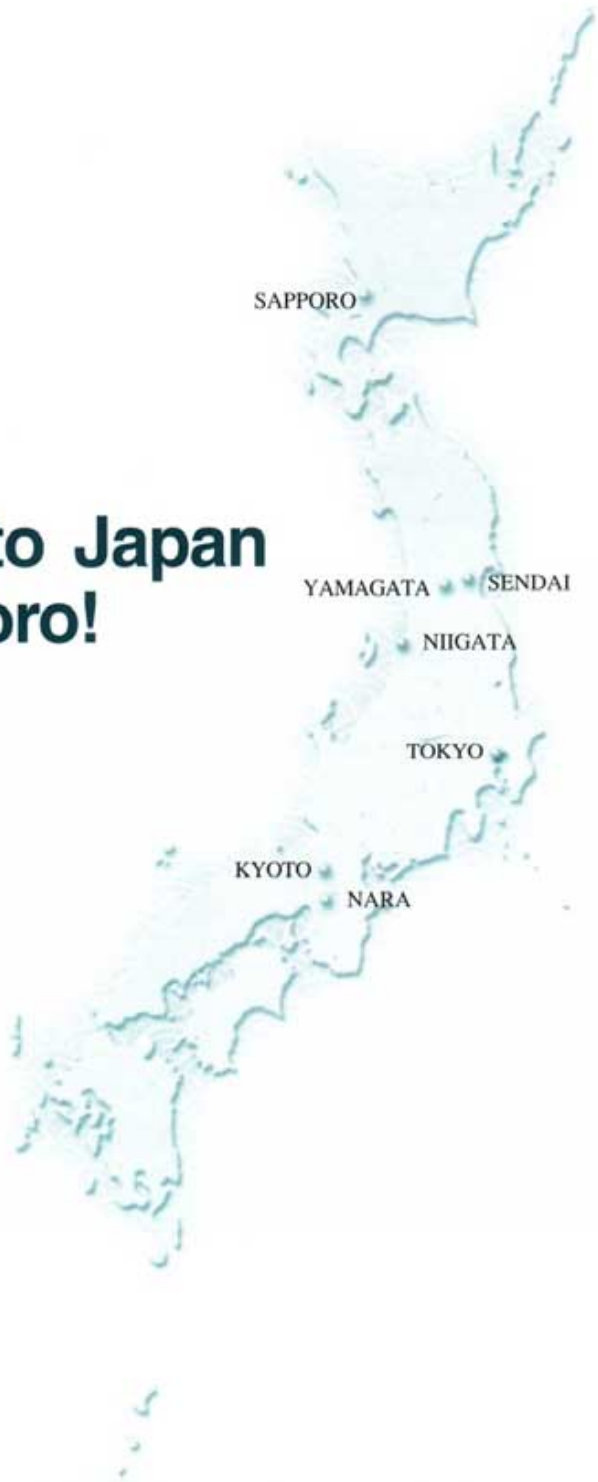 SAPPORO
to Japan
oro!
YAMAGATA
SENDAI
NIIGATA
TOKYO
KYOTO
NARA